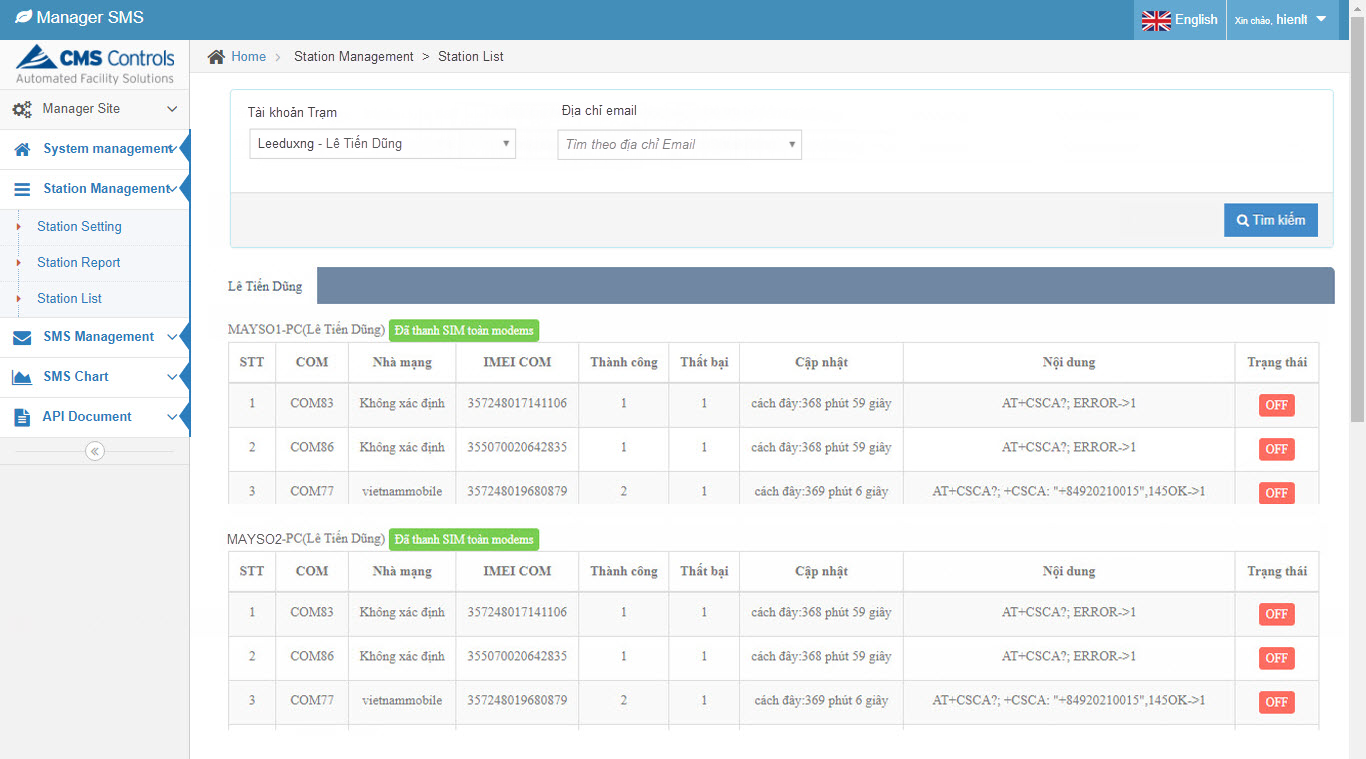 Manager SMS
English
Xin chào, hienlt
CMS Controls
Automated Facility Solutions
Home > Station Management > Station List
Manager Site
System management
Station Management
Station Setting
Station Report
Station List
SMS Management
SMS Chart
API Document
Tài khoản Trạm
Địa chỉ email
Leeduxng - Lê Tiến Dũng
Tìm theo địa chỉ Email
Tìm kiếm
Lê Tiến Dũng
MAYSO1-PC(Lê Tiến Dũng) Đã thanh SIM toàn modems
STT COM Nhà mạng IMEI COM Thành công Thất bại Cập nhật Nội dung Trạng thái
1 COM83 Không xác định 357248017141106 1 1 cách đây:368 phút 59 giây AT+CSCA?; ERROR->1 OFF
2 COM86 Không xác định 355070020642835 1 1 cách đây:368 phút 59 giây AT+CSCA?; ERROR->1 OFF
3 COM77 vietnammobile 357248019680879 2 1 cách đây:369 phút 6 giây AT+CSCA?; +CSCA: "+84920210015",145OK->1 OFF
MAYSO2-PC(Lê Tiến Dũng) Đã thanh SIM toàn modems
STT COM Nhà mạng IMEI COM Thành công Thất bại Cập nhật Nội dung Trạng thái
1 COM83 Không xác định 357248017141106 1 1 cách đây:368 phút 59 giây AT+CSCA?; ERROR->1 OFF
2 COM86 Không xác định 355070020642835 1 1 cách đây:368 phút 59 giây AT+CSCA?; ERROR->1 OFF
3 COM77 vietnammobile 357248019680879 2 1 cách đây:369 phút 6 giây AT+CSCA?; +CSCA: "+84920210015",145OK->1 OFF